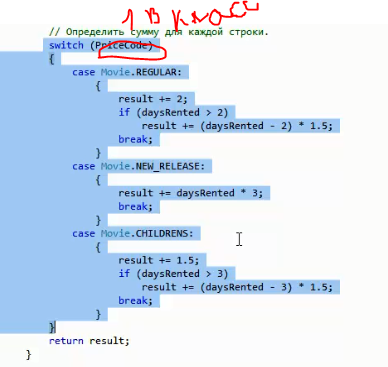 1 в класс
// Определить сумму для каждой строки.
switch (PriceCode)
{
case Movie.REGULAR:
{
result += 2;
if (daysRented > 2)
result += (daysRented - 2) * 1.5;
break;
}
case Movie.NEW_RELEASE:
{
result += daysRented * 3;
break;
}
case Movie.CHILDRENS:
{
result += 1.5;
if (daysRented > 3)
result += (daysRented - 3) * 1.5;
break;
}
}
return result;
}